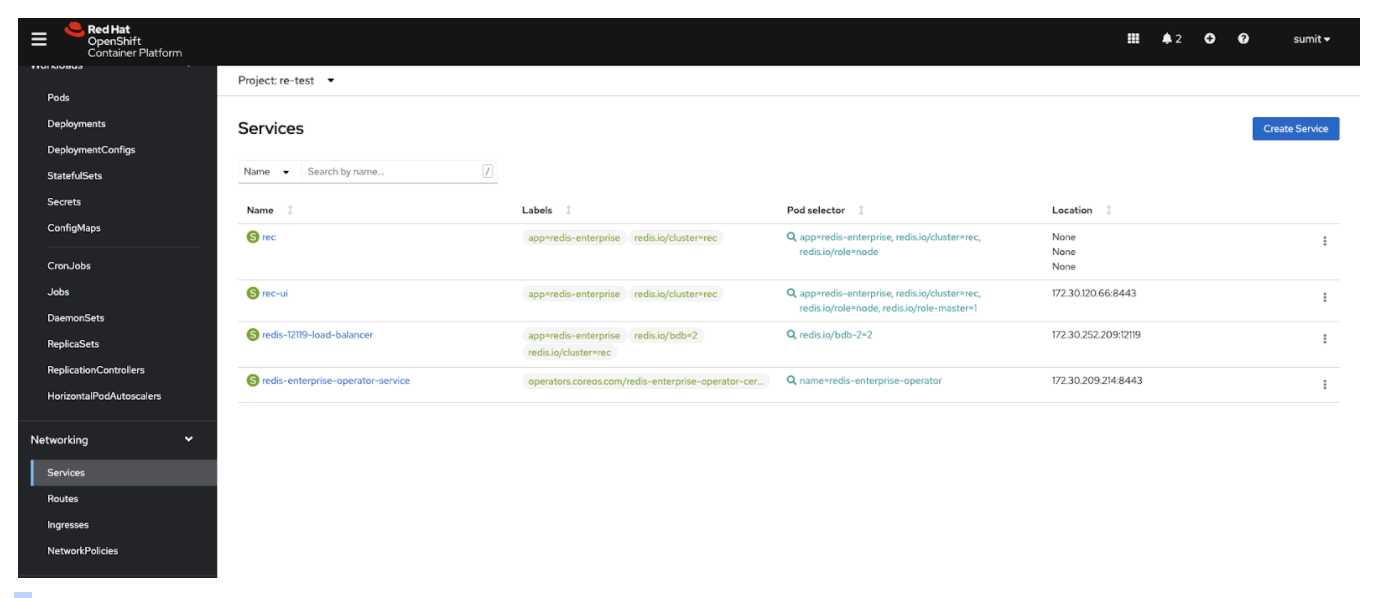 Red Hat
OpenShift
Container Platform
2
sumit
Workloads
Pods
Deployments
DeploymentConfigs
StatefulSets
Secrets
ConfigMaps
CronJobs
Jobs
DaemonSets
ReplicaSets
ReplicationControllers
HorizontalPodAutoscalers
Networking
Services
Routes
Ingresses
NetworkPolicies
Project: re-test
Services
Create Service
Name
Search by name...
/
Name Labels Pod selector Location
S rec app=redis-enterprise redis.io/cluster=rec app=redis-enterprise, redis.io/cluster=rec, None
redis.io/role=node None
None
S rec-ui app=redis-enterprise redis.io/cluster=rec app=redis-enterprise, redis.io/cluster=rec, 172.30.120.66:8443
redis.io/role=node, redis.io/role-master=1
S redis-12119-load-balancer app=redis-enterprise redis.io/bdb=2 redis.io/bdb-2=2 172.30.252.209:12119
redis.io/cluster=rec
S redis-enterprise-operator-service operators.coreos.com/redis-enterprise-operator-cer... name=redis-enterprise-operator 172.30.209.214:8443